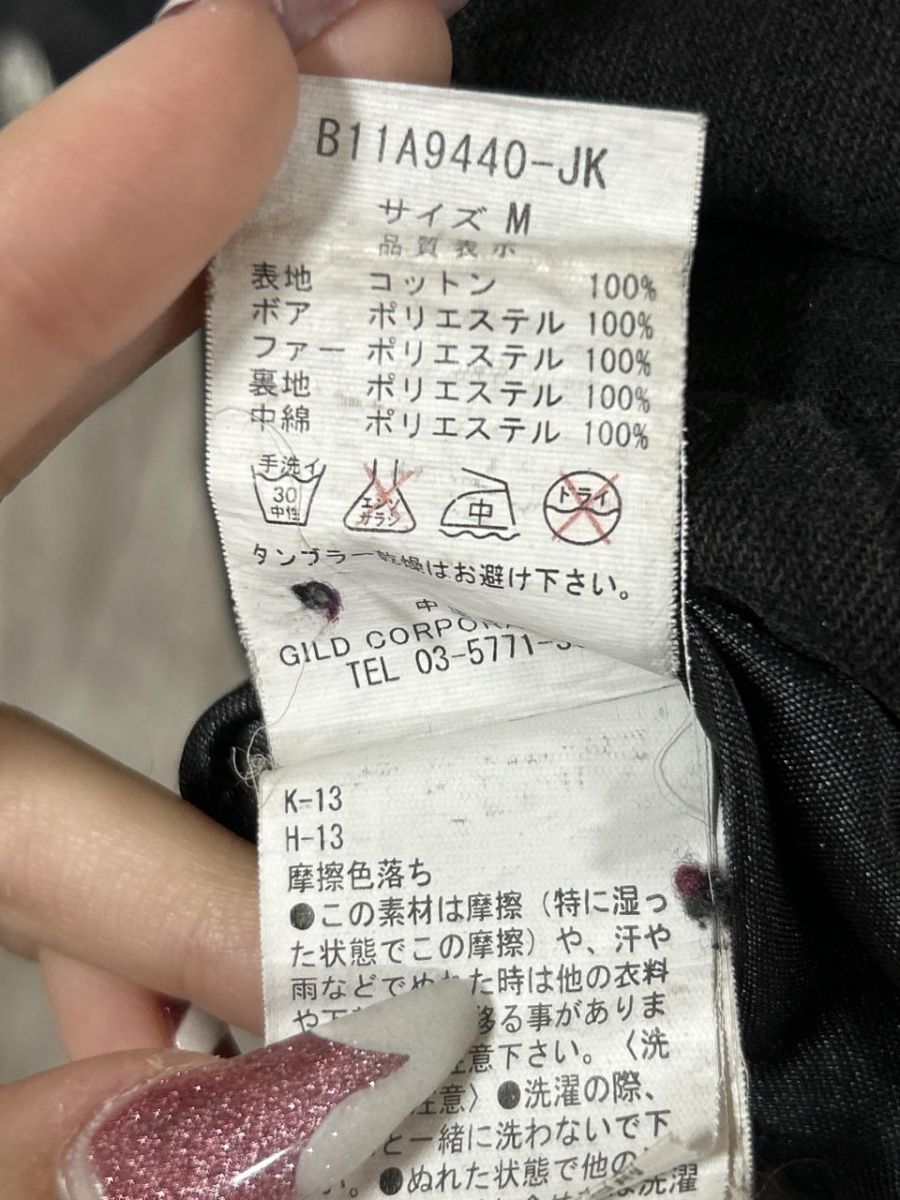 B11A9440-JK
サイズ M
品質表示
表地 コットン 100%
ボア ポリエステル 100%
ファー ポリエステル 100%
裏地 ポリエステル 100%
中綿 ポリエステル 100%
手洗イ 30 中性
エンソ サラシ
中
ドライ
タンブラー乾燥はお避け下さい。
中
GILD
TEL 03-5771-
K-13
H-13
摩擦色落ち
●この素材は摩擦（特に湿っ
た状態でこの摩擦）や、汗や
雨などでぬれた時は他の衣料
や 移る事がありま
注意下さい。〈洗
注意〉●洗濯の際、
と一緒に洗わないで下
い。●ぬれた状態で他の
は洗濯